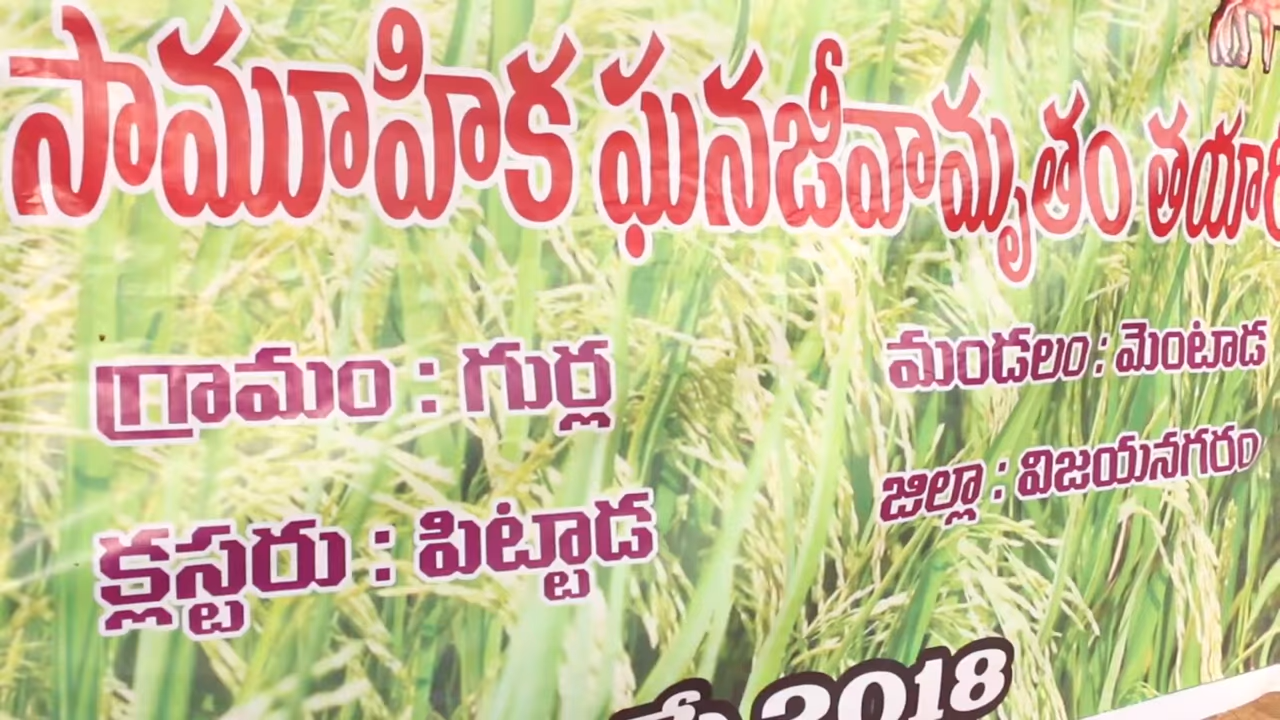 సామూహిక ఘనజీవామృతం
గ్రామం : గుర్ల
మండలం : మెంటాడ
క్లస్టరు : పిట్టాడ
జిల్లా : విజయనగరం
2018